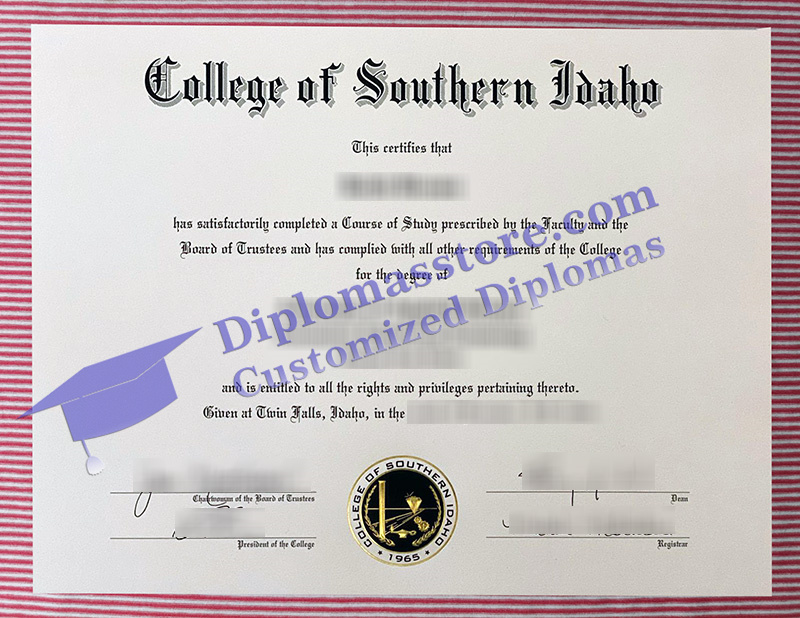 College of Southern Idaho
This certifies that
has satisfactorily completed a Course of Study prescribed by the Faculty and the
Board of Trustees and has complied with all other requirements of the College
for the degree of
Diplomasstore.com
Customized Diplomas
and is entitled to all the rights and privileges pertaining thereto.
Given at Twin Falls, Idaho, in the
Chairwoman of the Board of Trustees
Dean
President of the College
Registrar
COLLEGE OF SOUTHERN IDAHO
1965